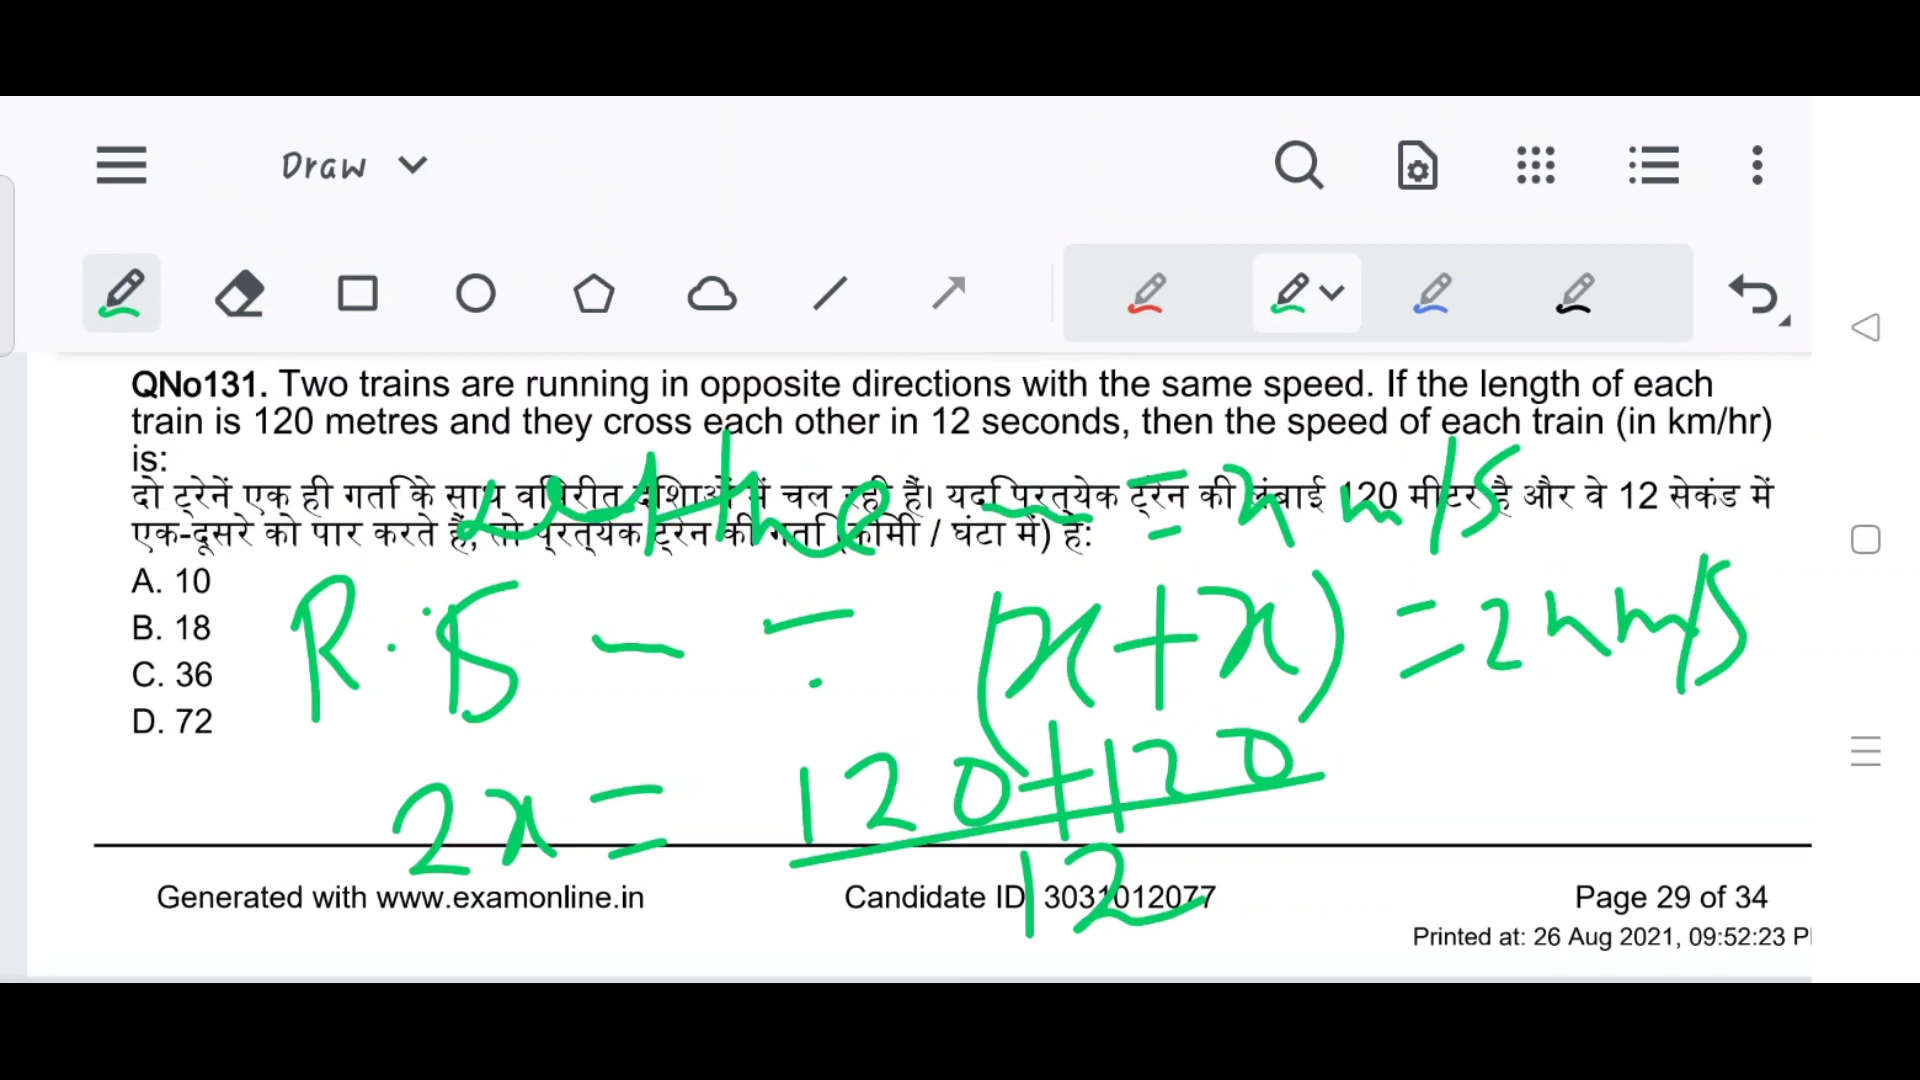 Draw
QNo131. Two trains are running in opposite directions with the same speed. If the length of each
train is 120 metres and they cross each other in 12 seconds, then the speed of each train (in km/hr)
is:
दो ट्रेनें एक ही गति के साथ विपरीत दिशाओं में चल रही हैं। यदि प्रत्येक ट्रेन की लंबाई 120 मीटर है और वे 12 सेकंड में
एक-दूसरे को पार करते हैं, तो प्रत्येक ट्रेन की गति (किमी / घंटा में) है:
let the = x m/s
A. 10
B. 18
C. 36
D. 72
R.S - = (x+x) = 2x m/s
2x = 120+120
12
Generated with www.examonline.in Candidate ID 3031012077 Page 29 of 34
Printed at: 26 Aug 2021, 09:52:23 P